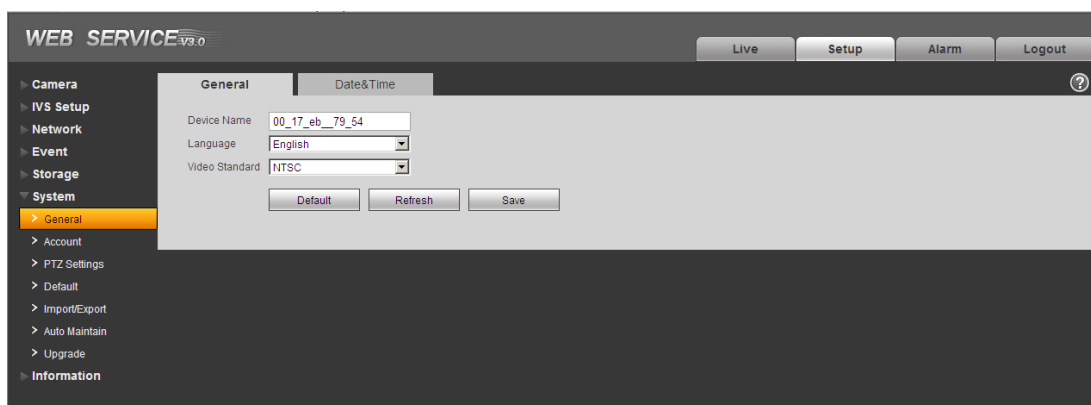 WEB SERVICE V3.0
Live Setup Alarm Logout
Camera
IVS Setup
Network
Event
Storage
System
General
Account
PTZ Settings
Default
Import/Export
Auto Maintain
Upgrade
Information
General Date&Time
?
Device Name 00_17_eb__79_54
Language English
Video Standard NTSC
Default Refresh Save